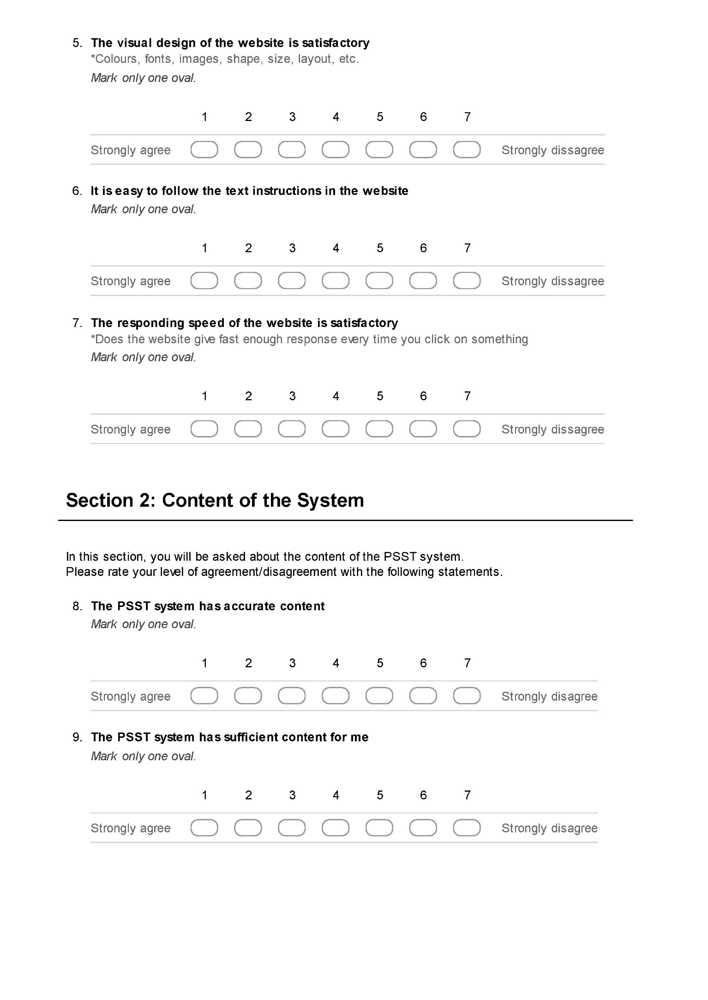 5. The visual design of the website is satisfactory
*Colours, fonts, images, shape, size, layout, etc.
Mark only one oval.
1 2 3 4 5 6 7
Strongly agree Strongly dissagree
6. It is easy to follow the text instructions in the website
Mark only one oval.
1 2 3 4 5 6 7
Strongly agree Strongly dissagree
7. The responding speed of the website is satisfactory
*Does the website give fast enough response every time you click on something
Mark only one oval.
1 2 3 4 5 6 7
Strongly agree Strongly dissagree
Section 2: Content of the System
In this section, you will be asked about the content of the PSST system.
Please rate your level of agreement/disagreement with the following statements.
8. The PSST system has accurate content
Mark only one oval.
1 2 3 4 5 6 7
Strongly agree Strongly disagree
9. The PSST system has sufficient content for me
Mark only one oval.
1 2 3 4 5 6 7
Strongly agree Strongly disagree